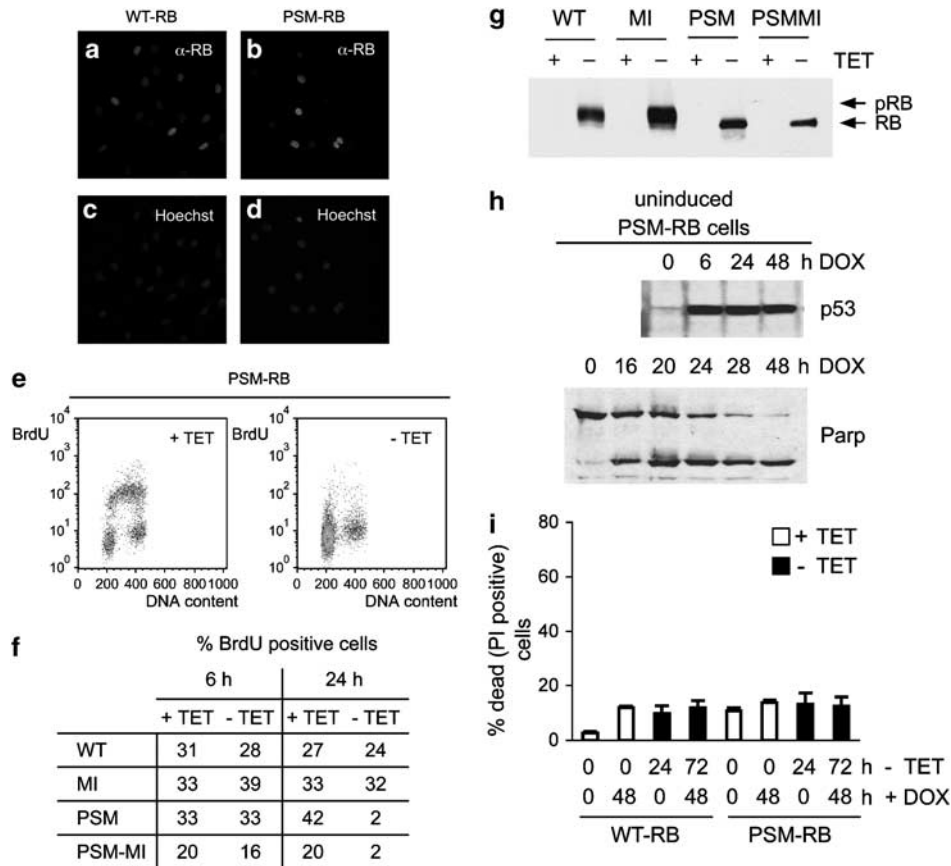 WT-RB PSM-RB
a α-RB b α-RB
c Hoechst d Hoechst
e PSM-RB
BrdU 10⁴ 10³ 10² 10¹ 10⁰ + TET
0 200 400 600 800 1000
DNA content
BrdU 10⁴ 10³ 10² 10¹ 10⁰ - TET
0 200 400 600 800 1000
DNA content
f % BrdU positive cells
6 h 24 h
+ TET - TET + TET - TET
WT 31 28 27 24
MI 33 39 33 32
PSM 33 33 42 2
PSM-MI 20 16 20 2
g WT MI PSM PSMMI
+ − + − + − + − TET
pRB
RB
h uninduced
PSM-RB cells
0 6 24 48 h DOX
p53
0 16 20 24 28 48 h DOX
Parp
i
% dead (PI positive) cells
80
60
40
20
0
+ TET
- TET
0 0 24 72 0 0 24 72 h - TET
0 48 0 48 0 48 0 48 h + DOX
WT-RB PSM-RB